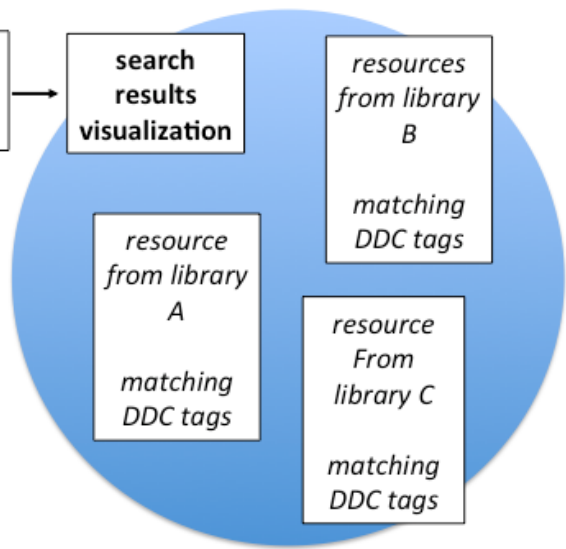 search
results
visualization
resources
from library
B
matching
DDC tags
resource
from library
A
matching
DDC tags
resource
From
library C
matching
DDC tags